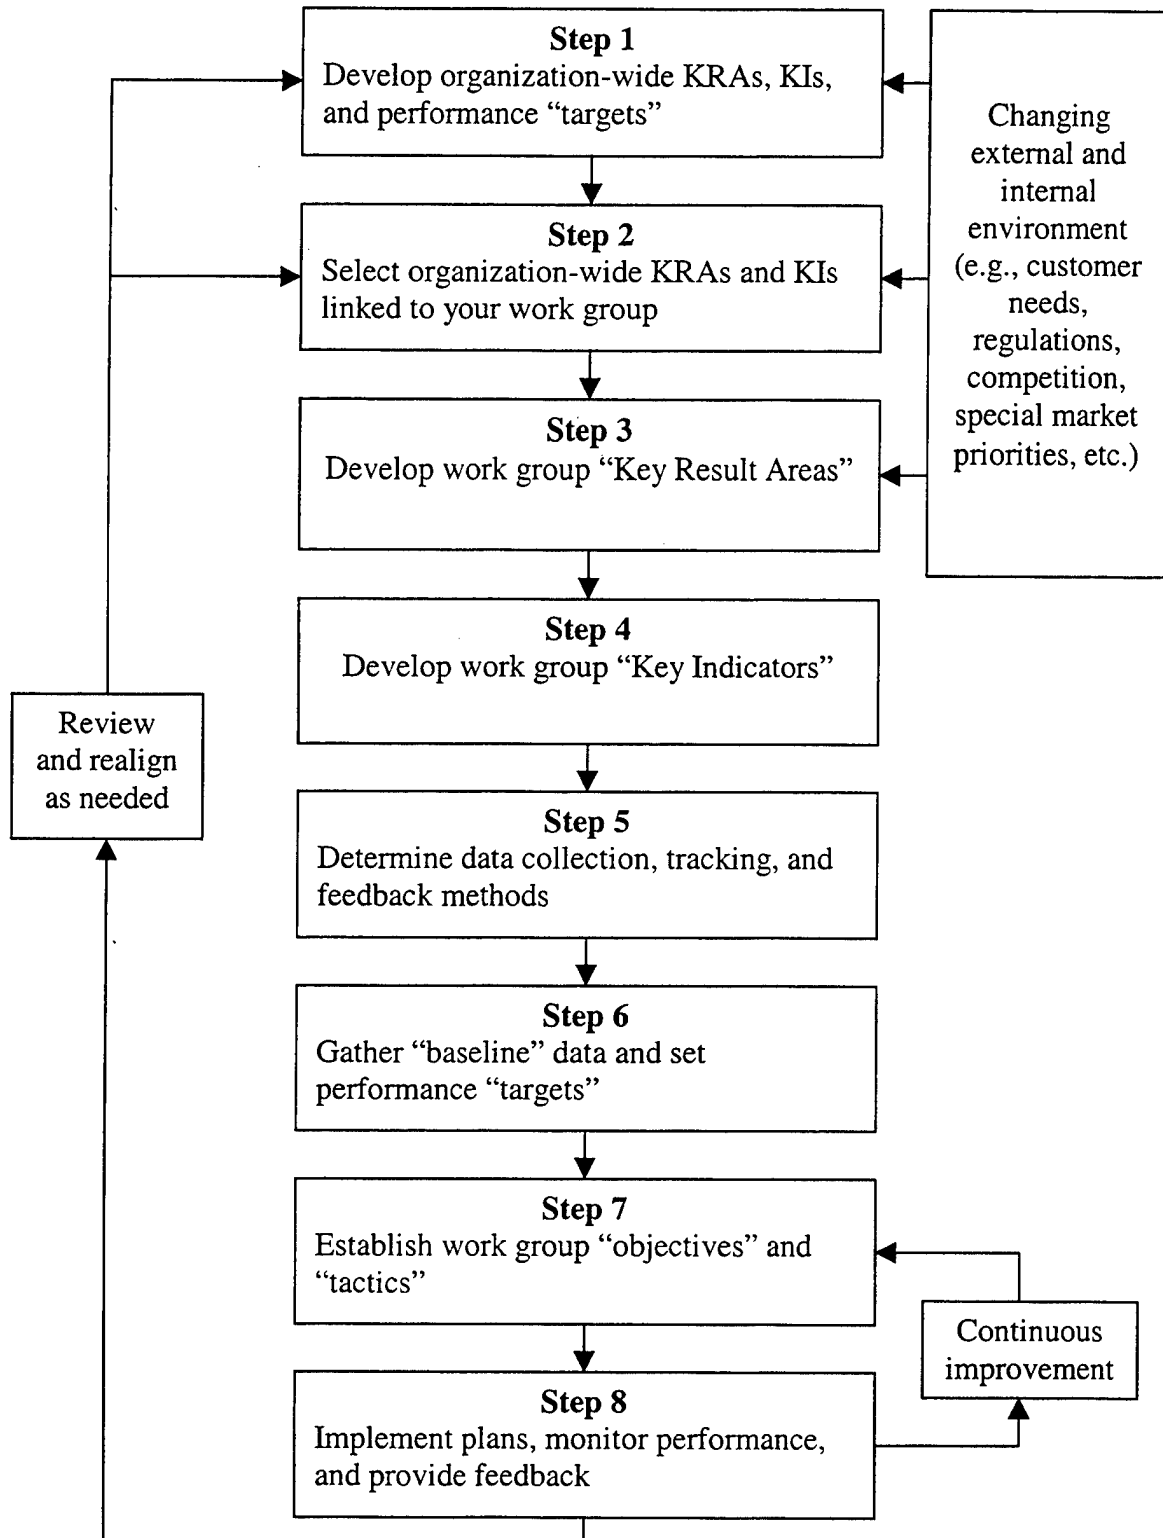 Step 1
Develop organization-wide KRAs, KIs,
and performance “targets”
Changing
external and
internal
environment
(e.g., customer
needs,
regulations,
competition,
special market
priorities, etc.)
Step 2
Select organization-wide KRAs and KIs
linked to your work group
Step 3
Develop work group “Key Result Areas”
Step 4
Develop work group “Key Indicators”
Review
and realign
as needed
Step 5
Determine data collection, tracking, and
feedback methods
Step 6
Gather “baseline” data and set
performance “targets”
Step 7
Establish work group “objectives” and
“tactics”
Continuous
improvement
Step 8
Implement plans, monitor performance,
and provide feedback